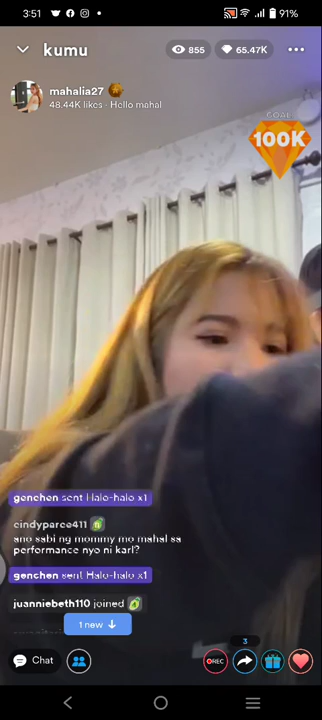 3:51
91%
kumu
855
65.47K
mahalia27
48.44K likes · Hello mahal
GOAL
100K
genchen sent Halo-halo x1
cindyparce411
ano sabi ng mommy mo mahal sa
performance nyo ni karl?
genchen sent Halo-halo x1
juanniebeth110 joined
1 new ↓
3
Chat
REC